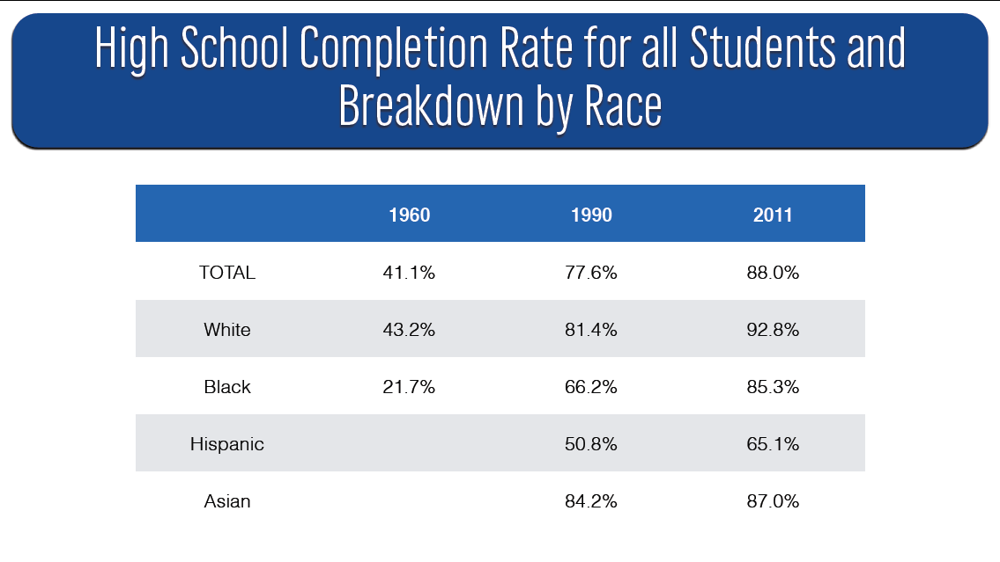 High School Completion Rate for all Students and
Breakdown by Race
1960 1990 2011
TOTAL 41.1% 77.6% 88.0%
White 43.2% 81.4% 92.8%
Black 21.7% 66.2% 85.3%
Hispanic 50.8% 65.1%
Asian 84.2% 87.0%